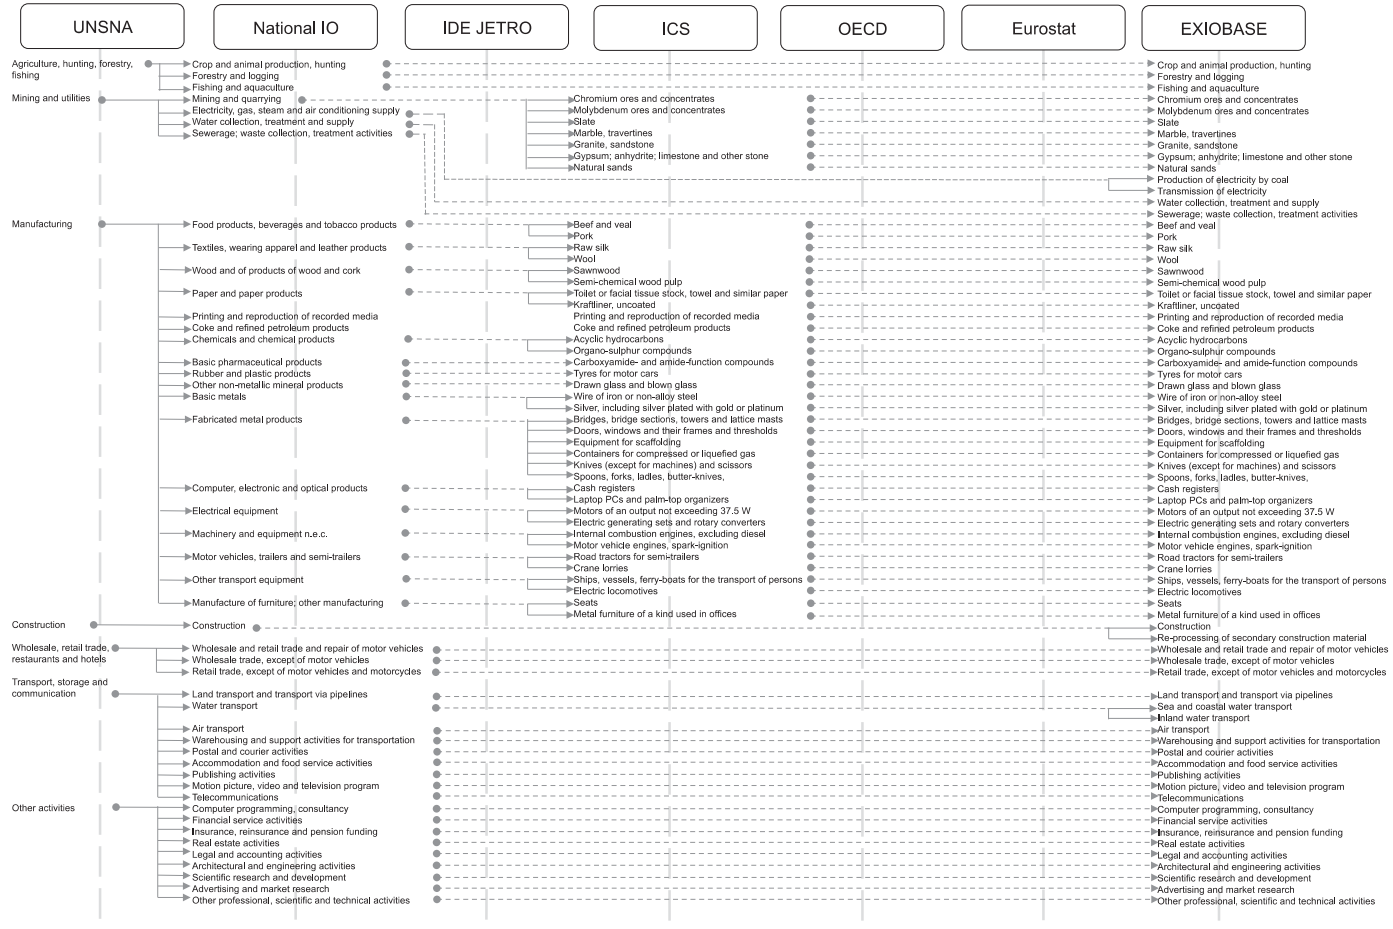 UNSNA
National IO
IDE JETRO
ICS
OECD
Eurostat
EXIOBASE
Agriculture, hunting, forestry,
fishing
Mining and utilities
Manufacturing
Construction
Wholesale, retail trade,
restaurants and hotels
Transport, storage and
communication
Other activities
Crop and animal production, hunting
Forestry and logging
Fishing and aquaculture
Mining and quarrying
Electricity, gas, steam and air conditioning supply
Water collection, treatment and supply
Sewerage; waste collection, treatment activities
Food products, beverages and tobacco products
Textiles, wearing apparel and leather products
Wood and of products of wood and cork
Paper and paper products
Printing and reproduction of recorded media
Coke and refined petroleum products
Chemicals and chemical products
Basic pharmaceutical products
Rubber and plastic products
Other non-metallic mineral products
Basic metals
Fabricated metal products
Computer, electronic and optical products
Electrical equipment
Machinery and equipment n.e.c.
Motor vehicles, trailers and semi-trailers
Other transport equipment
Manufacture of furniture; other manufacturing
Construction
Wholesale and retail trade and repair of motor vehicles
Wholesale trade, except of motor vehicles
Retail trade, except of motor vehicles and motorcycles
Land transport and transport via pipelines
Water transport
Air transport
Warehousing and support activities for transportation
Postal and courier activities
Accommodation and food service activities
Publishing activities
Motion picture, video and television program
Telecommunications
Computer programming, consultancy
Financial service activities
Insurance, reinsurance and pension funding
Real estate activities
Legal and accounting activities
Architectural and engineering activities
Scientific research and development
Advertising and market research
Other professional, scientific and technical activities
Chromium ores and concentrates
Molybdenum ores and concentrates
Slate
Marble, travertines
Granite, sandstone
Gypsum; anhydrite; limestone and other stone
Natural sands
Beef and veal
Pork
Raw silk
Wool
Sawnwood
Semi-chemical wood pulp
Toilet or facial tissue stock, towel and similar paper
Kraftliner, uncoated
Printing and reproduction of recorded media
Coke and refined petroleum products
Acyclic hydrocarbons
Organo-sulphur compounds
Carboxyamide- and amide-function compounds
Tyres for motor cars
Drawn glass and blown glass
Wire of iron or non-alloy steel
Silver, including silver plated with gold or platinum
Bridges, bridge sections, towers and lattice masts
Doors, windows and their frames and thresholds
Equipment for scaffolding
Containers for compressed or liquefied gas
Knives (except for machines) and scissors
Spoons, forks, ladles, butter-knives,
Cash registers
Laptop PCs and palm-top organizers
Motors of an output not exceeding 37.5 W
Electric generating sets and rotary converters
Internal combustion engines, excluding diesel
Motor vehicle engines, spark-ignition
Road tractors for semi-trailers
Crane lorries
Ships, vessels, ferry-boats for the transport of persons
Electric locomotives
Seats
Metal furniture of a kind used in offices
Crop and animal production, hunting
Forestry and logging
Fishing and aquaculture
Chromium ores and concentrates
Molybdenum ores and concentrates
Slate
Marble, travertines
Granite, sandstone
Gypsum; anhydrite; limestone and other stone
Natural sands
Production of electricity by coal
Transmission of electricity
Water collection, treatment and supply
Sewerage; waste collection, treatment activities
Beef and veal
Pork
Raw silk
Wool
Sawnwood
Semi-chemical wood pulp
Toilet or facial tissue stock, towel and similar paper
Kraftliner, uncoated
Printing and reproduction of recorded media
Coke and refined petroleum products
Acyclic hydrocarbons
Organo-sulphur compounds
Carboxyamide- and amide-function compounds
Tyres for motor cars
Drawn glass and blown glass
Wire of iron or non-alloy steel
Silver, including silver plated with gold or platinum
Bridges, bridge sections, towers and lattice masts
Doors, windows and their frames and thresholds
Equipment for scaffolding
Containers for compressed or liquefied gas
Knives (except for machines) and scissors
Spoons, forks, ladles, butter-knives,
Cash registers
Laptop PCs and palm-top organizers
Motors of an output not exceeding 37.5 W
Electric generating sets and rotary converters
Internal combustion engines, excluding diesel
Motor vehicle engines, spark-ignition
Road tractors for semi-trailers
Crane lorries
Ships, vessels, ferry-boats for the transport of persons
Electric locomotives
Seats
Metal furniture of a kind used in offices
Construction
Re-processing of secondary construction material
Wholesale and retail trade and repair of motor vehicles
Wholesale trade, except of motor vehicles
Retail trade, except of motor vehicles and motorcycles
Land transport and transport via pipelines
Sea and coastal water transport
Inland water transport
Air transport
Warehousing and support activities for transportation
Postal and courier activities
Accommodation and food service activities
Publishing activities
Motion picture, video and television program
Telecommunications
Computer programming, consultancy
Financial service activities
Insurance, reinsurance and pension funding
Real estate activities
Legal and accounting activities
Architectural and engineering activities
Scientific research and development
Advertising and market research
Other professional, scientific and technical activities